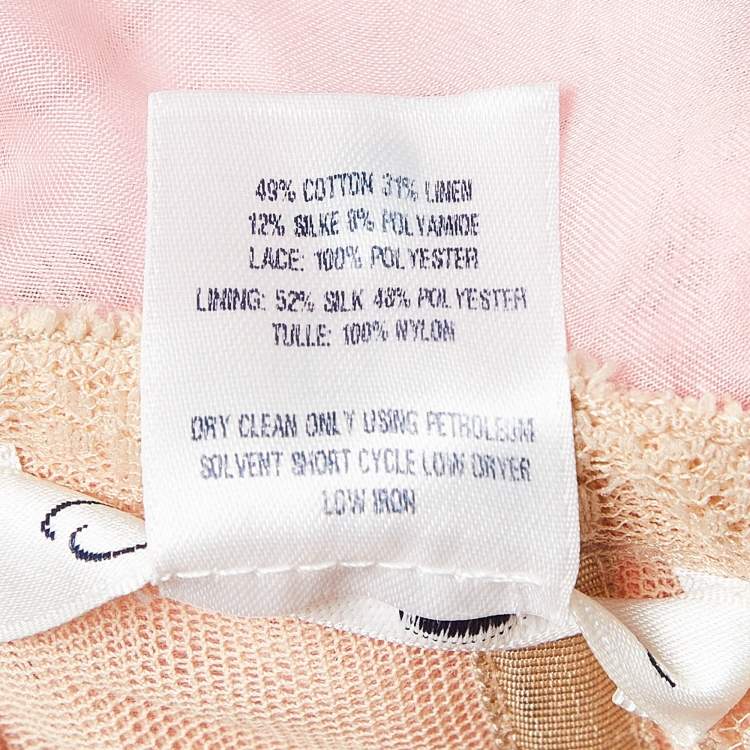 49% COTTON 31% LINEN
12% SILKE 8% POLYAMIDE
LACE: 100% POLYESTER
LINING: 52% SILK 48% POLYESTER
TULLE: 100% NYLON
DRY CLEAN ONLY USING PETROLEUM
SOLVENT SHORT CYCLE LOW DRYER
LOW IRON